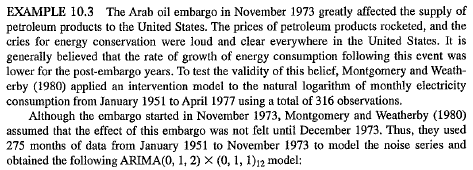 EXAMPLE 10.3 The Arab oil embargo in November 1973 greatly affected the supply of
petroleum products to the United States. The prices of petroleum products rocketed, and the
cries for energy conservation were loud and clear everywhere in the United States. It is
generally believed that the rate of growth of energy consumption following this event was
lower for the post-embargo years. To test the validity of this belief, Montgomery and Weath-
erby (1980) applied an intervention model to the natural logarithm of monthly electricity
consumption from January 1951 to April 1977 using a total of 316 observations.
Although the embargo started in November 1973, Montgomery and Weatherby (1980)
assumed that the effect of this embargo was not felt until December 1973. Thus, they used
275 months of data from January 1951 to November 1973 to model the noise series and
obtained the following ARIMA(0, 1, 2) × (0, 1, 1)₁₂ model: